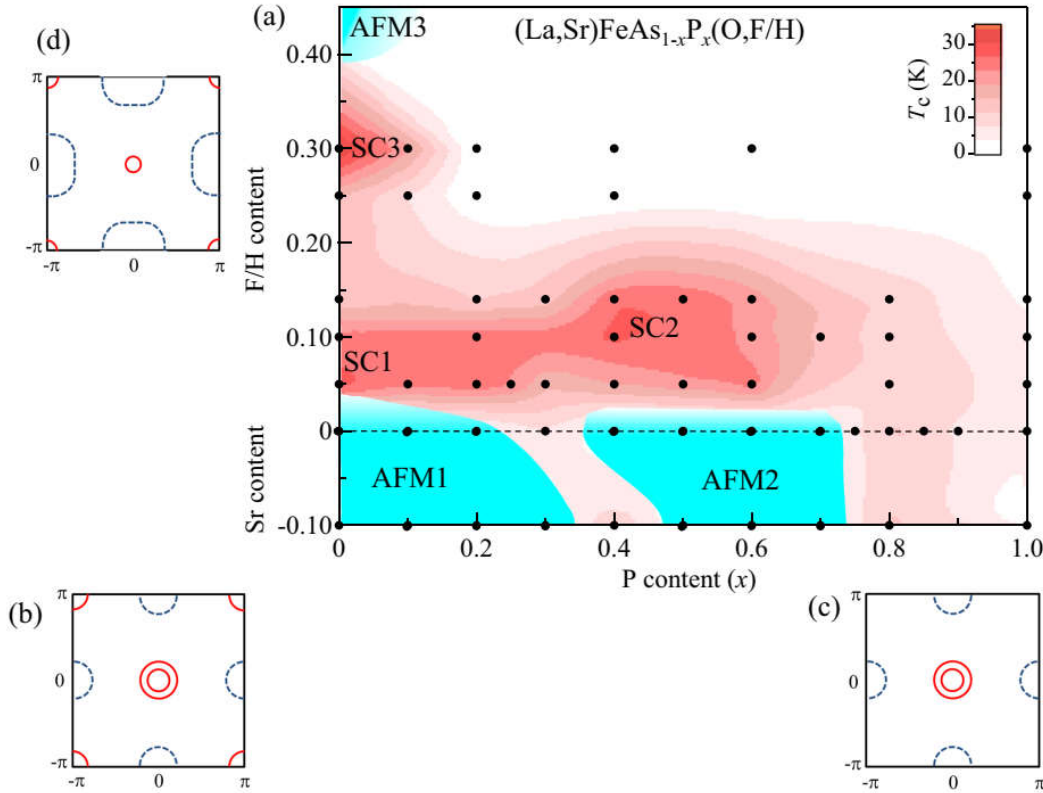 (d)
π
0
-π
-π
0
π
(a)
(La,Sr)FeAs1-xPx(O,F/H)
AFM3
SC3
SC2
SC1
AFM1
AFM2
Tc (K)
30
20
10
0
F/H content
Sr content
0.40
0.30
0.20
0.10
0
-0.10
0
0.2
0.4
0.6
0.8
1.0
P content (x)
(b)
π
0
-π
-π
0
π
(c)
π
0
-π
-π
0
π